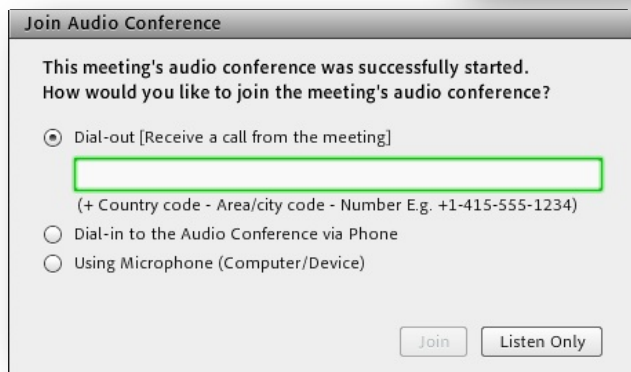 Join Audio Conference
This meeting's audio conference was successfully started.
How would you like to join the meeting's audio conference?
Dial-out [Receive a call from the meeting]
(+ Country code - Area/city code - Number E.g. +1-415-555-1234)
Dial-in to the Audio Conference via Phone
Using Microphone (Computer/Device)
Join
Listen Only